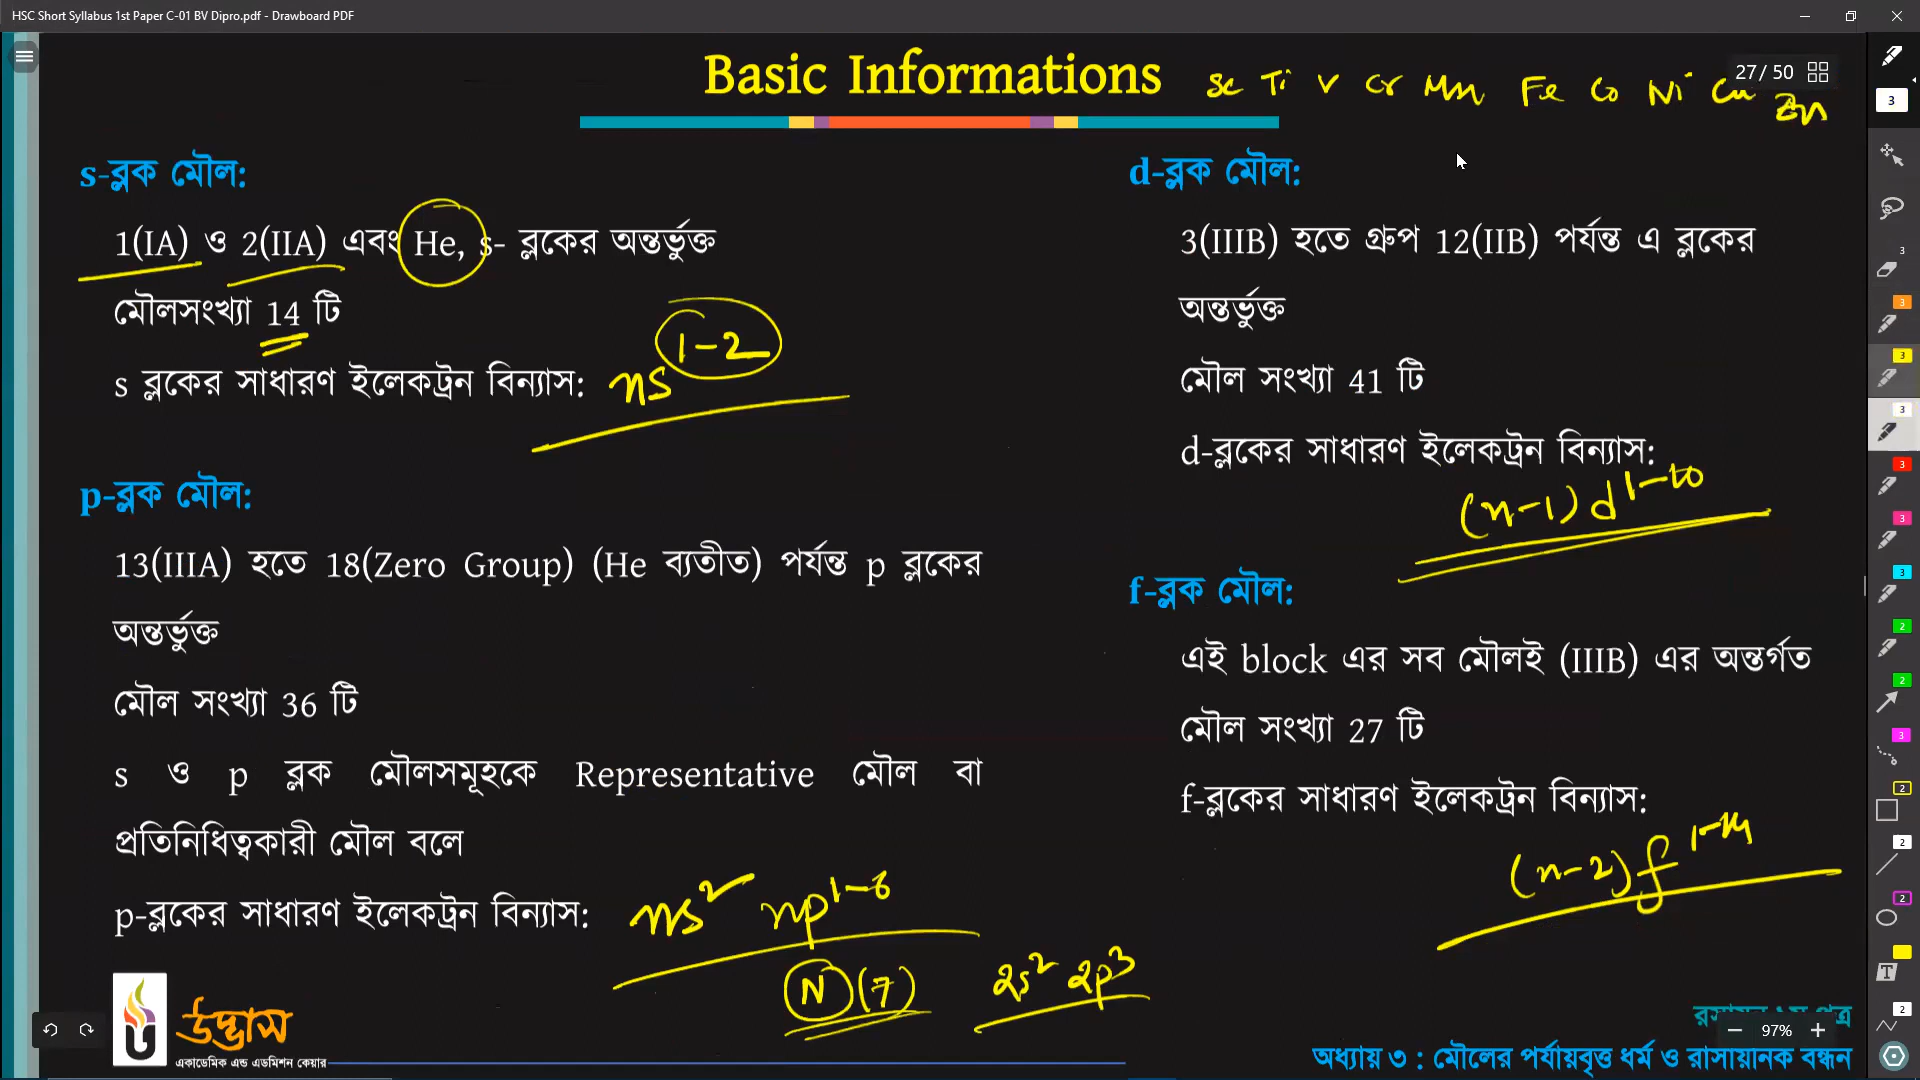 HSC Short Syllabus 1st Paper C-01 BV Dipro.pdf - Drawboard PDF
Basic Informations
Sc Ti V Cr Mn Fe Co Ni Cu Zn
27 / 50
s-ব্লক মৌল:
1(IA) ও 2(IIA) এবং He, s- ব্লকের অন্তর্ভুক্ত
মৌলসংখ্যা 14 টি
s ব্লকের সাধারণ ইলেকট্রন বিন্যাস: ns^1-2
p-ব্লক মৌল:
13(IIIA) হতে 18(Zero Group) (He ব্যতীত) পর্যন্ত p ব্লকের
অন্তর্ভুক্ত
মৌল সংখ্যা 36 টি
s ও p ব্লক মৌলসমূহকে Representative মৌল বা
প্রতিনিধিত্বকারী মৌল বলে
p-ব্লকের সাধারণ ইলেকট্রন বিন্যাস: ns² np^1-6
N (7) 2s² 2p³
d-ব্লক মৌল:
3(IIIB) হতে গ্রুপ 12(IIB) পর্যন্ত এ ব্লকের
অন্তর্ভুক্ত
মৌল সংখ্যা 41 টি
d-ব্লকের সাধারণ ইলেকট্রন বিন্যাস:
(n-1) d^1-10
f-ব্লক মৌল:
এই block এর সব মৌলই (IIIB) এর অন্তর্গত
মৌল সংখ্যা 27 টি
f-ব্লকের সাধারণ ইলেকট্রন বিন্যাস:
(n-2) f^1-14
উদ্ভাস
একাডেমিক এন্ড এডমিশন কেয়ার
97%
অধ্যায় ৩ : মৌলের পর্যায়বৃত্ত ধর্ম ও রাসায়নিক বন্ধন